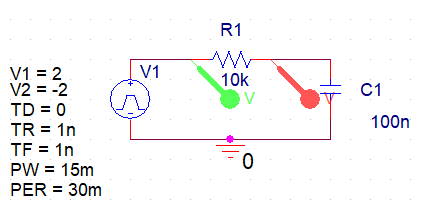 R1
V1
10k
V
V
C1
100n
V1 = 2
V2 = -2
TD = 0
TR = 1n
TF = 1n
PW = 15m
PER = 30m
0